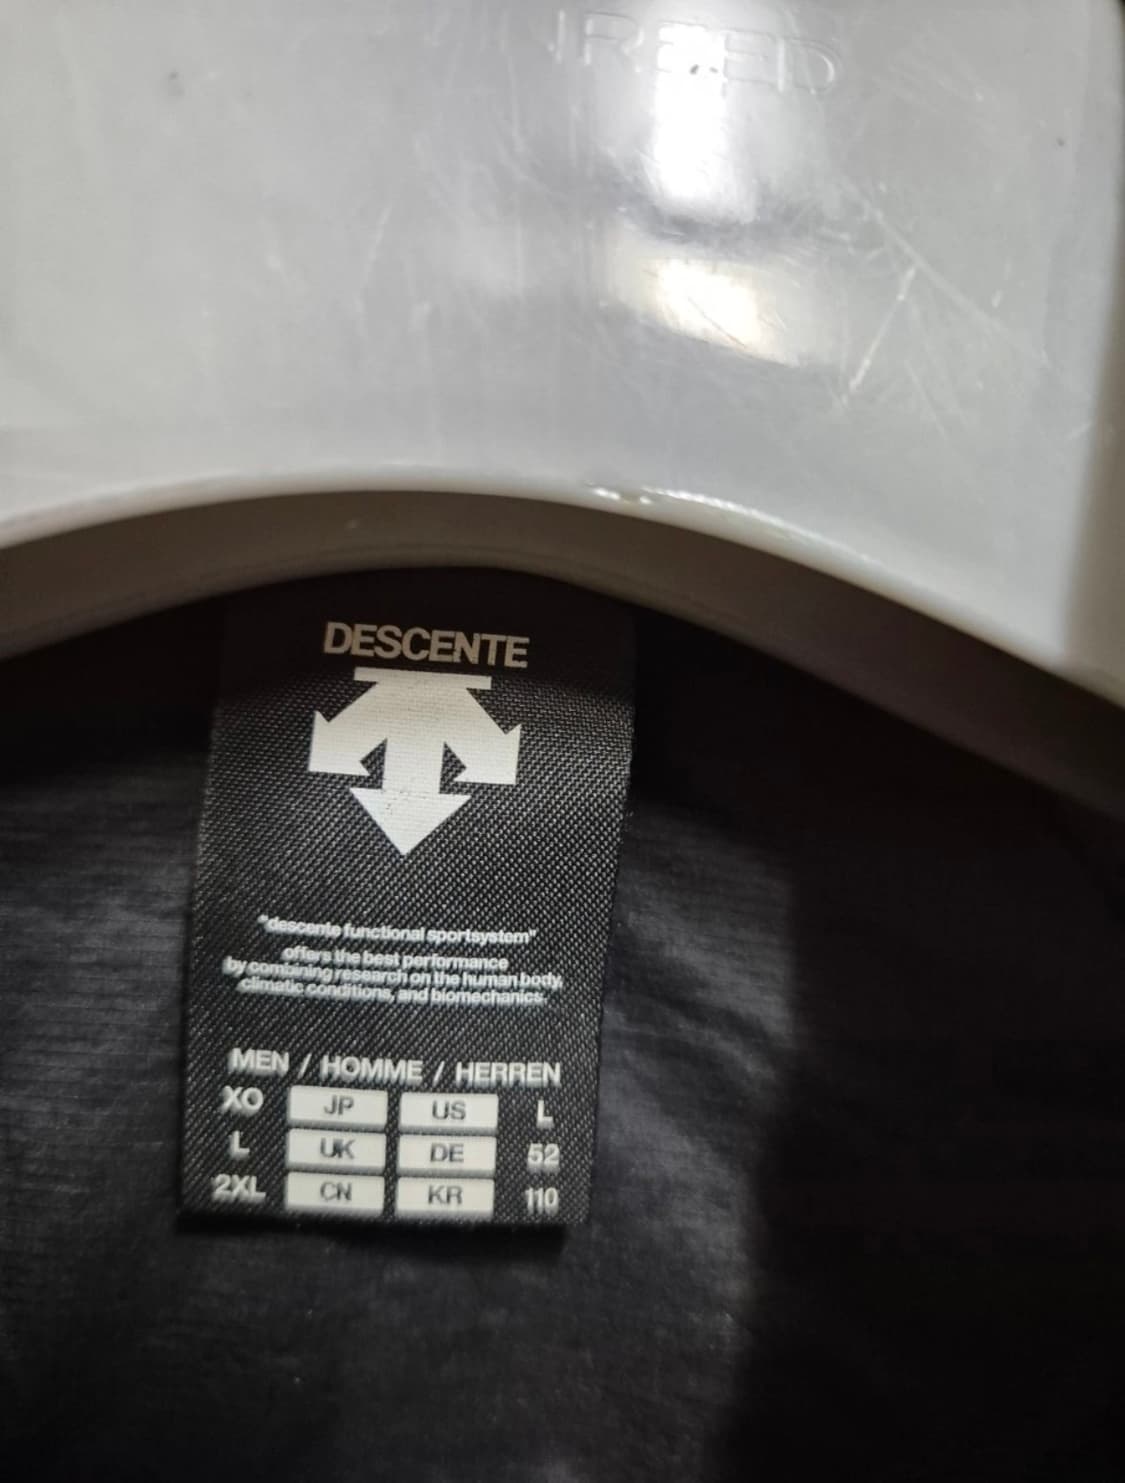 DESCENTE
"descente functional sportsystem"
offers the best performance
by combining research on the human body,
climatic conditions, and biomechanics.
MEN / HOMME / HERREN
XO JP US L
L UK DE 52
2XL CN KR 110